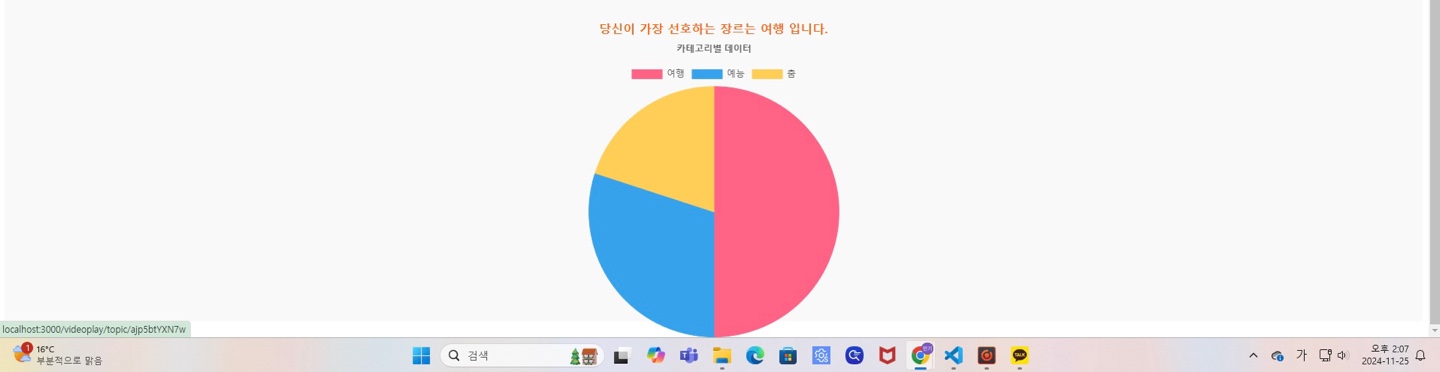 당신이 가장 선호하는 장르는 여행 입니다.
카테고리별 데이터
여행 예능 춤
localhost:3000/videoplay/topic/ajp5btYXN7w
1
16°C
부분적으로 맑음
검색
TALK
가
오후 2:07
2024-11-25